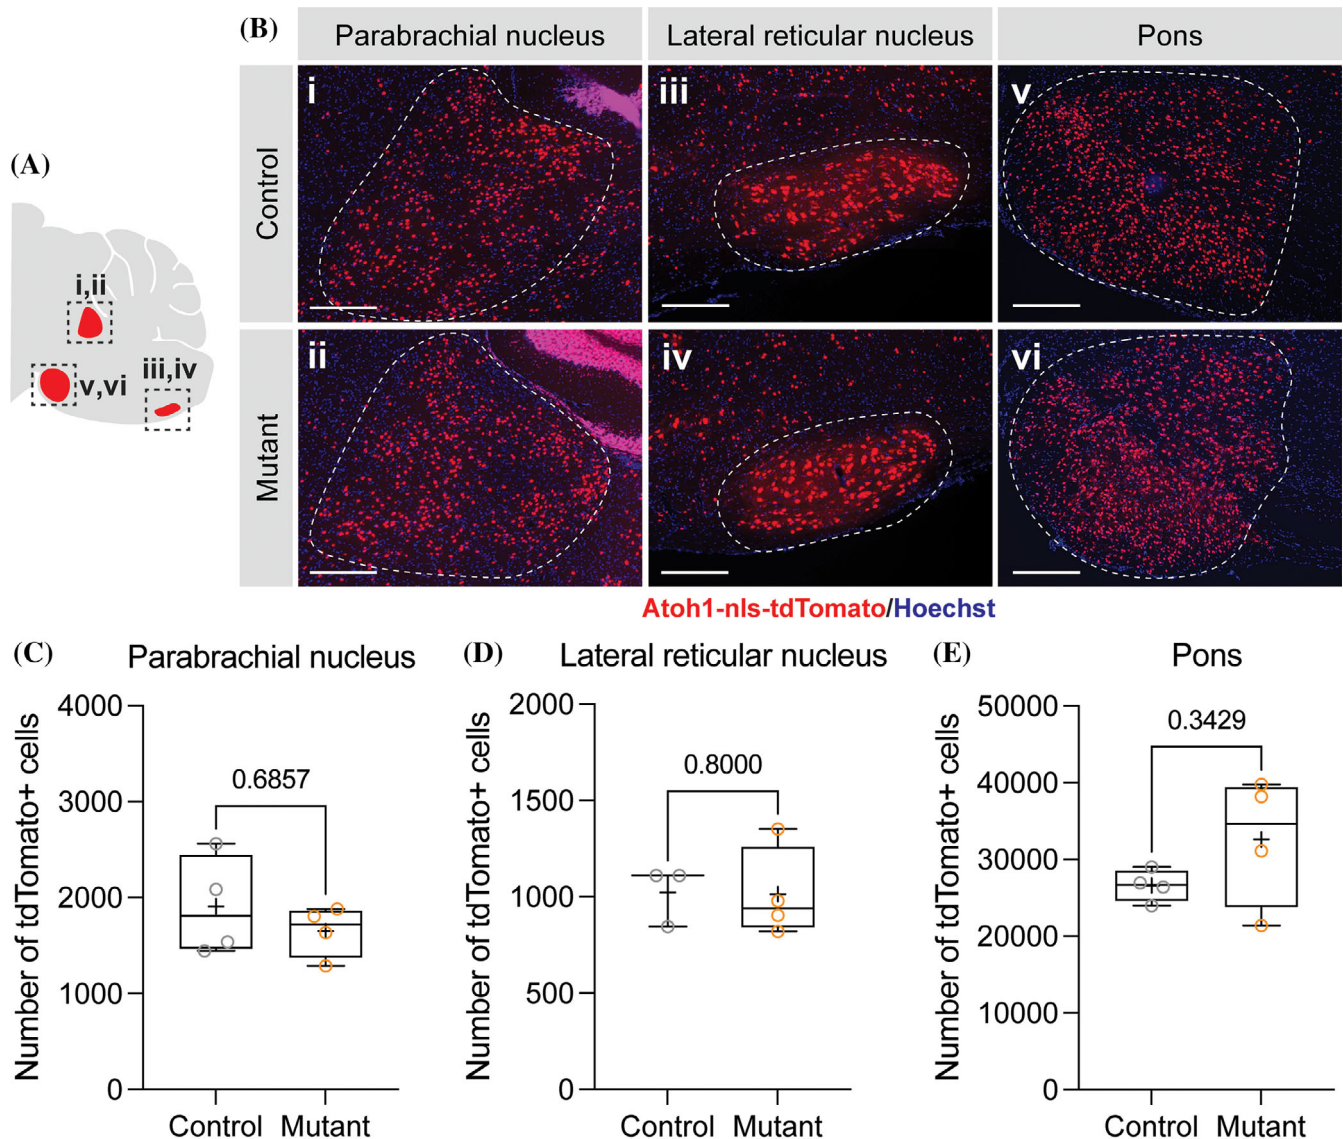 (A)
i,ii
v,vi
iii,iv
(B)
Parabrachial nucleus
Lateral reticular nucleus
Pons
Control
i
iii
v
Mutant
ii
iv
vi
Atoh1-nls-tdTomato/Hoechst
(C)
Parabrachial nucleus
Number of tdTomato+ cells
4000
3000
2000
1000
0
0.6857
Control
Mutant
(D)
Lateral reticular nucleus
Number of tdTomato+ cells
2000
1500
1000
500
0
0.8000
Control
Mutant
(E)
Pons
Number of tdTomato+ cells
50000
40000
30000
20000
10000
0
0.3429
Control
Mutant